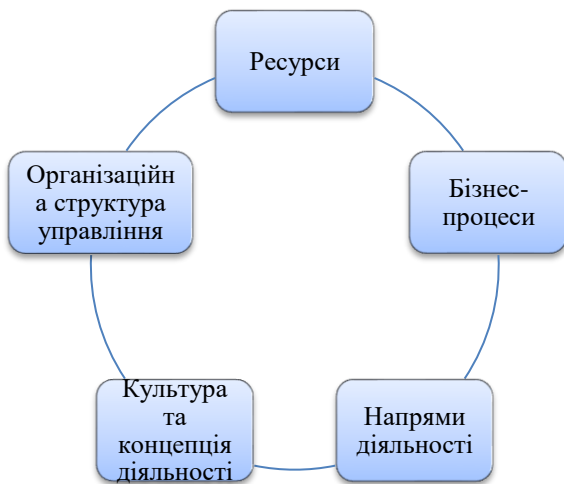 Ресурси
Бізнес-
процеси
Напрями
діяльності
Культура
та
концепція
діяльності
Організаційн
а структура
управління